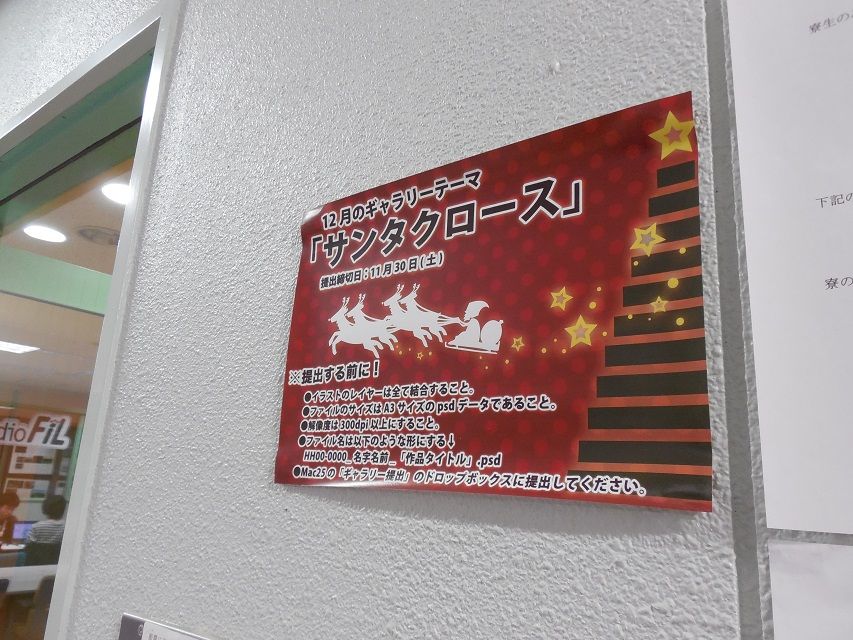 12月のギャラリーテーマ
「サンタクロース」
提出締切日：11月30日(土)
※提出する前に！
●イラストのレイヤーは全て結合すること。
●ファイルのサイズはA3サイズのpsdデータであること。
●解像度は300dpi以上にすること。
●ファイル名は以下のような形にする↓
HH00-0000_名字名前_「作品タイトル」.psd
●Mac25の「ギャラリー提出」のドロップボックスに提出してください。
dio FiL
寮生の
下記の
寮の